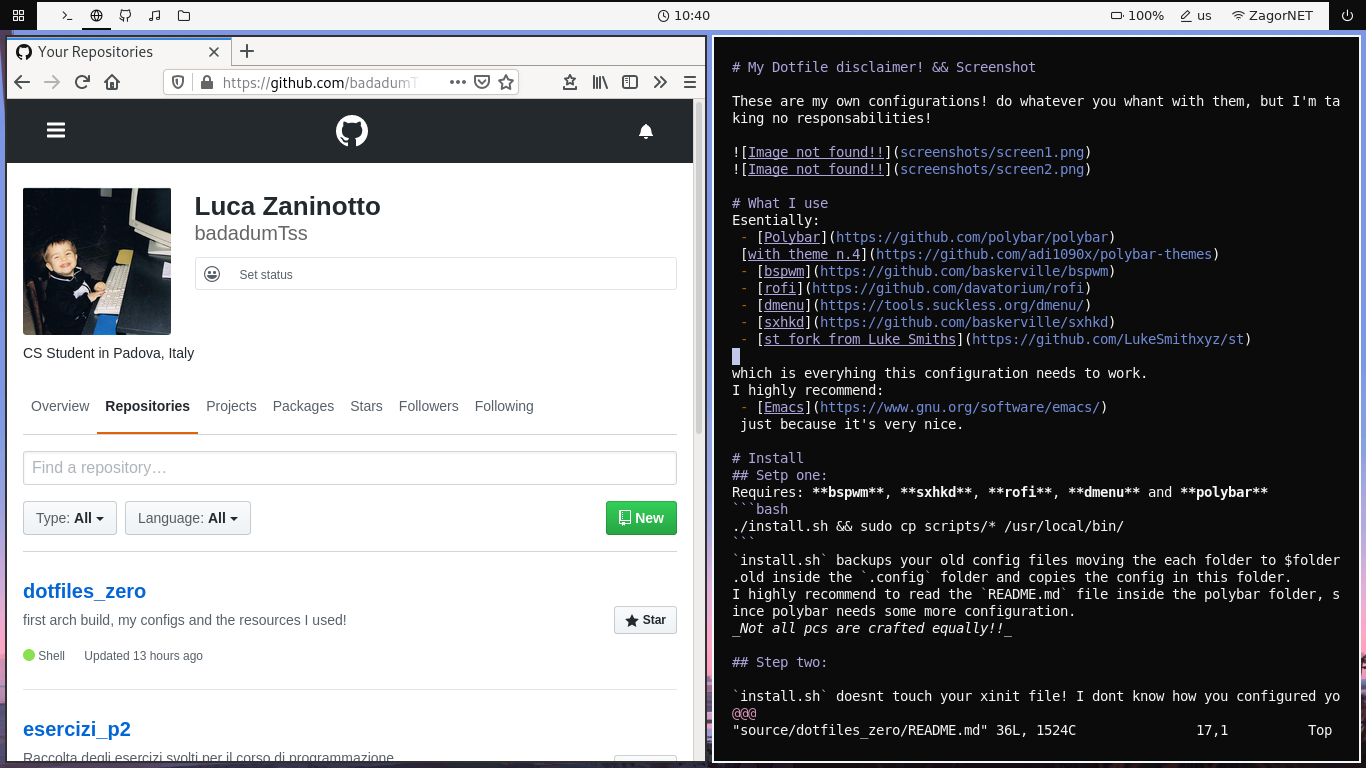 10:40
100%
us
ZagorNET
Your Repositories
https://github.com/badadumT
Luca Zaninotto
badadumTss
Set status
CS Student in Padova, Italy
Overview Repositories Projects Packages Stars Followers Following
Find a repository…
Type: All
Language: All
New
dotfiles_zero
first arch build, my configs and the resources I used!
Star
Shell Updated 13 hours ago
esercizi_p2
Raccolta degli esercizi svolti per il corso di programmazione
# My Dotfile disclaimer! && Screenshot
These are my own configurations! do whatever you whant with them, but I'm ta
king no responsabilities!
![Image not found!!](screenshots/screen1.png)
![Image not found!!](screenshots/screen2.png)
# What I use
Esentially:
- [Polybar](https://github.com/polybar/polybar)
[with theme n.4](https://github.com/adi1090x/polybar-themes)
- [bspwm](https://github.com/baskerville/bspwm)
- [rofi](https://github.com/davatorium/rofi)
- [dmenu](https://tools.suckless.org/dmenu/)
- [sxhkd](https://github.com/baskerville/sxhkd)
- [st fork from Luke Smiths](https://github.com/LukeSmithxyz/st)
which is everyhing this configuration needs to work.
I highly recommend:
- [Emacs](https://www.gnu.org/software/emacs/)
just because it's very nice.
# Install
## Setp one:
Requires: **bspwm**, **sxhkd**, **rofi**, **dmenu** and **polybar**
```bash
./install.sh && sudo cp scripts/* /usr/local/bin/
```
`install.sh` backups your old config files moving the each folder to $folder
.old inside the `.config` folder and copies the config in this folder.
I highly recommend to read the `README.md` file inside the polybar folder, s
ince polybar needs some more configuration.
_Not all pcs are crafted equally!!_
## Step two:
`install.sh` doesnt touch your xinit file! I dont know how you configured yo
@@@
"source/dotfiles_zero/README.md" 36L, 1524C 17,1 Top